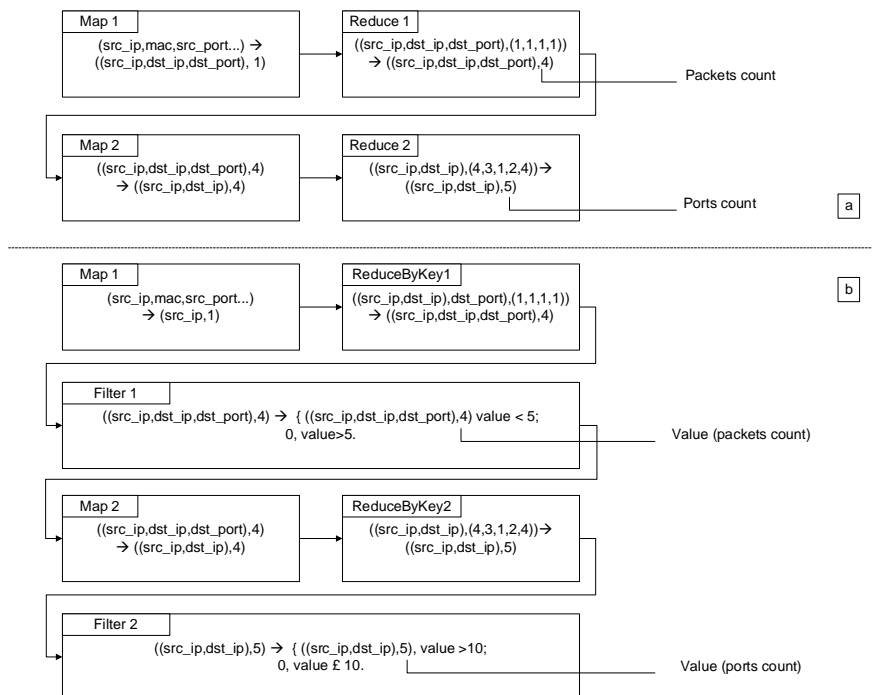 Map 1
(src_ip,mac,src_port...) →
((src_ip,dst_ip,dst_port), 1)
Reduce 1
((src_ip,dst_ip,dst_port),(1,1,1,1))
→ ((src_ip,dst_ip,dst_port),4)
Packets count
Map 2
((src_ip,dst_ip,dst_port),4)
→ ((src_ip,dst_ip),4)
Reduce 2
((src_ip,dst_ip),(4,3,1,2,4))→
((src_ip,dst_ip),5)
Ports count
a
Map 1
(src_ip,mac,src_port...)
→ (src_ip,1)
ReduceByKey1
((src_ip,dst_ip),dst_port),(1,1,1,1))
→ ((src_ip,dst_ip,dst_port),4)
b
Filter 1
((src_ip,dst_ip,dst_port),4) → { ((src_ip,dst_ip,dst_port),4) value < 5;
0, value>5.
Value (packets count)
Map 2
((src_ip,dst_ip,dst_port),4)
→ ((src_ip,dst_ip),4)
ReduceByKey2
((src_ip,dst_ip),(4,3,1,2,4))→
((src_ip,dst_ip),5)
Filter 2
((src_ip,dst_ip),5) → { ((src_ip,dst_ip),5), value >10;
0, value £ 10.
Value (ports count)